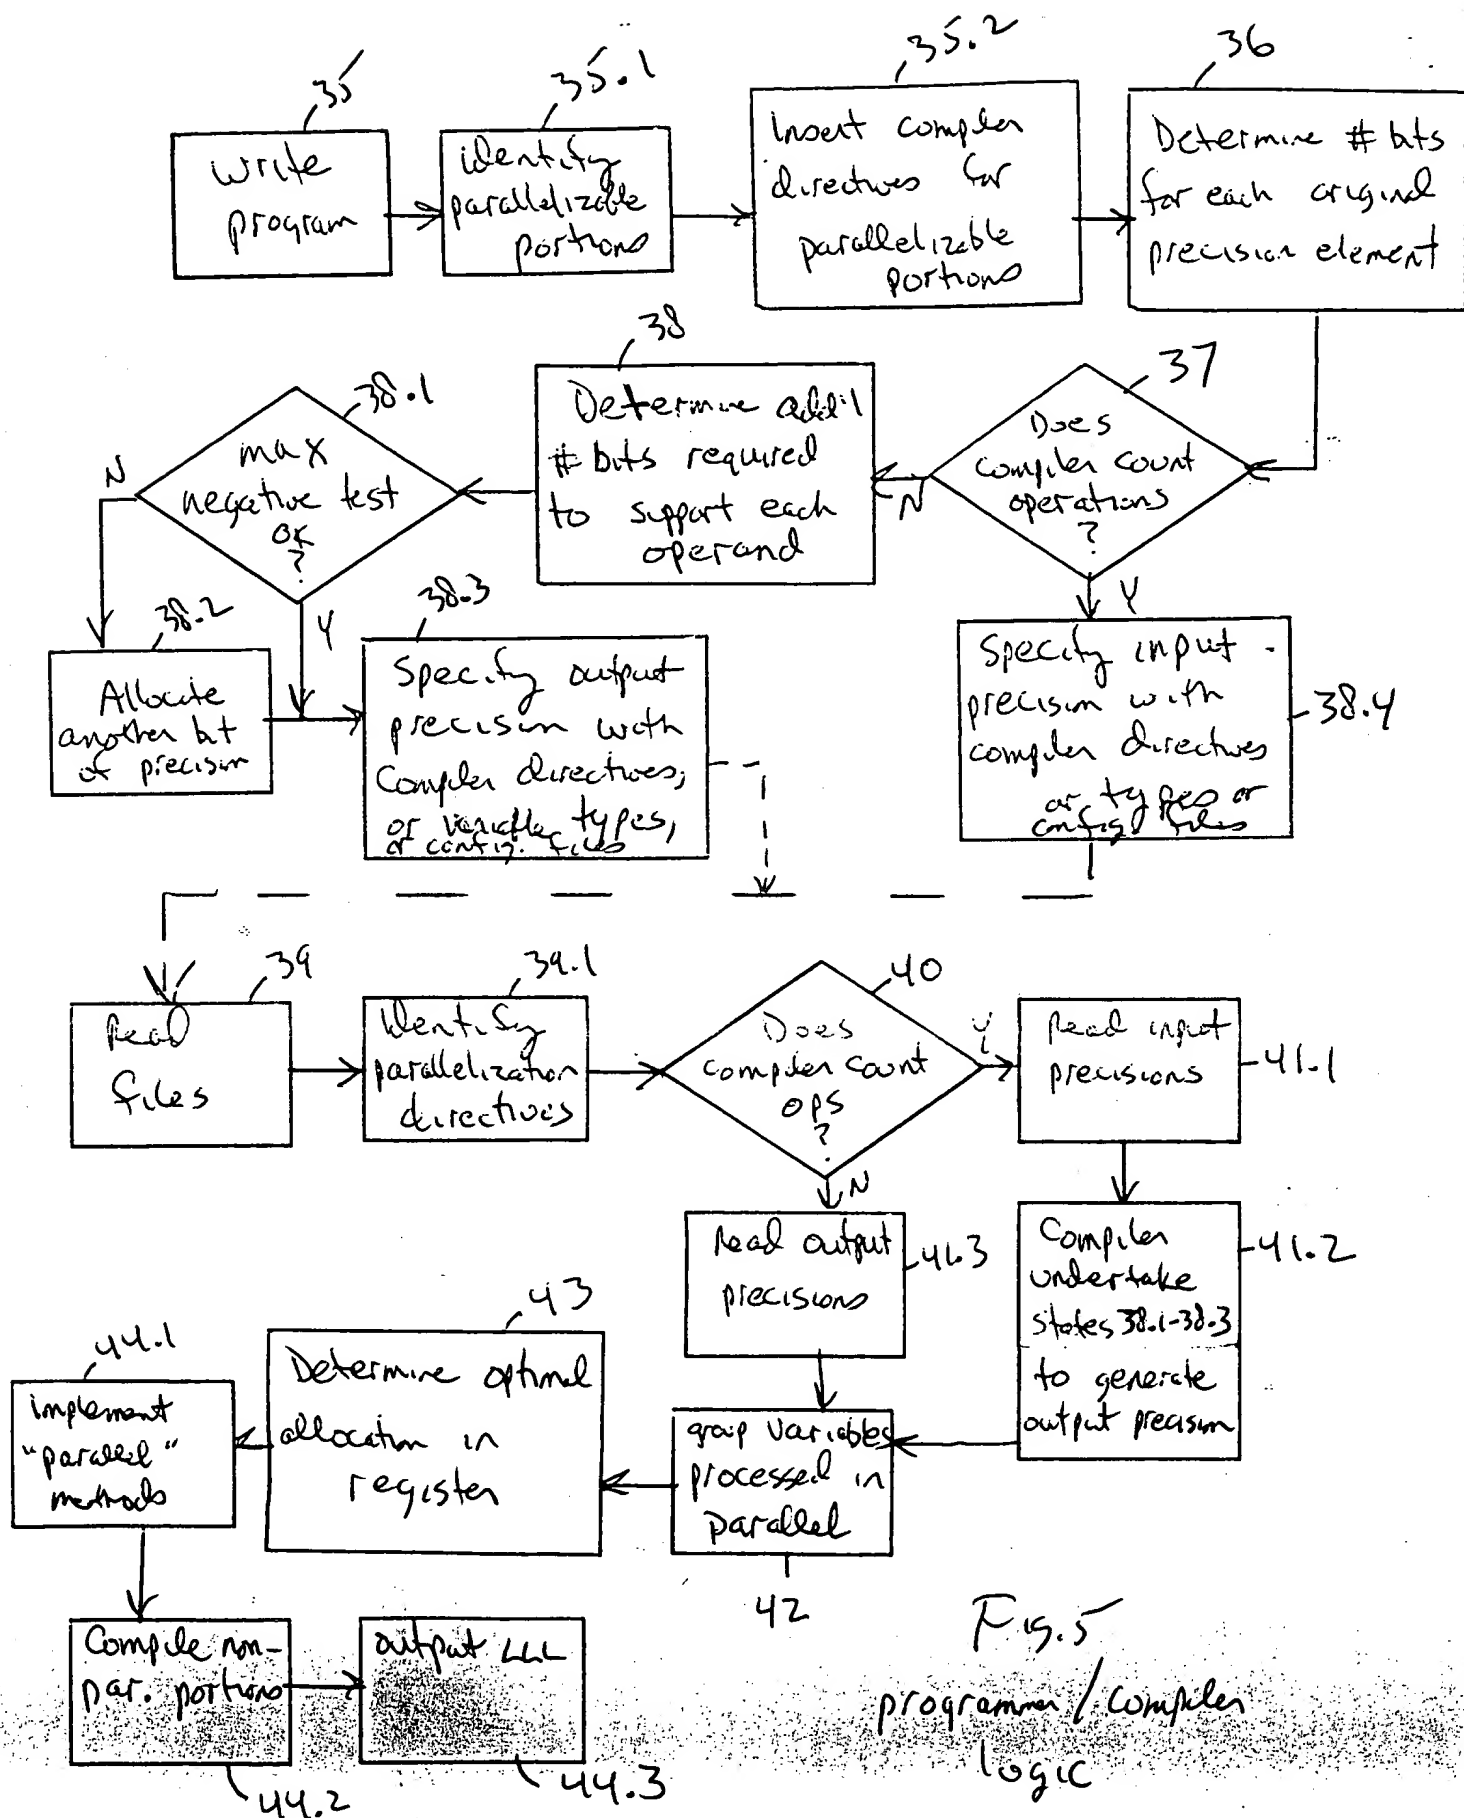 35
write
program
35.1
identify
parallelizable
portions
35.2
Insert compiler
directives for
parallelizable
portions
36
Determine # bits
for each original
precision element
37
Does
compiler count
operations
?
N
Y
38
Determine add'l
# bits required
to support each
operand
38.1
max
negative test
OK
?
N
Y
38.2
Allocate
another bit
of precision
38.3
Specify output
precision with
Compiler directives,
or variable types,
or config. files
38.4
Specify input
precision with
compiler directives
or types or
config. files
39
Read
files
39.1
Identify
parallelization
directives
40
Does
compiler count
ops
?
Y
N
41.1
Read input
precisions
41.2
Compiler
undertake
states 38.1-38.3
to generate
output precision
41.3
Read output
precisions
42
group variables
processed in
parallel
43
Determine optimal
allocation in
register
44.1
implement
"parallel"
methods
44.2
Compile non-
par. portions
44.3
output LLL
Fig. 5
programmer / compiler
logic